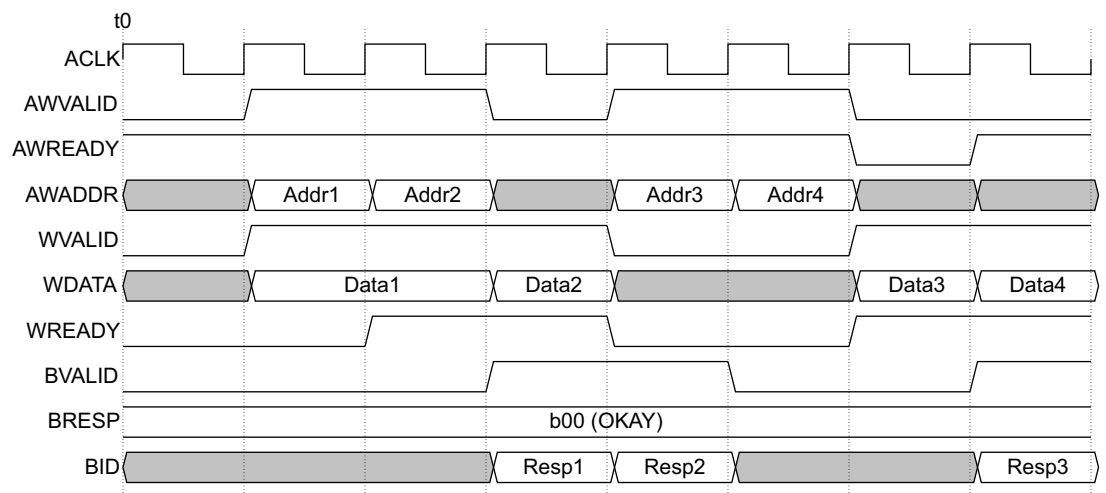 t0
ACLK
AWVALID
AWREADY
AWADDR Addr1 Addr2 Addr3 Addr4
WVALID
WDATA Data1 Data2 Data3 Data4
WREADY
BVALID
BRESP b00 (OKAY)
BID Resp1 Resp2 Resp3